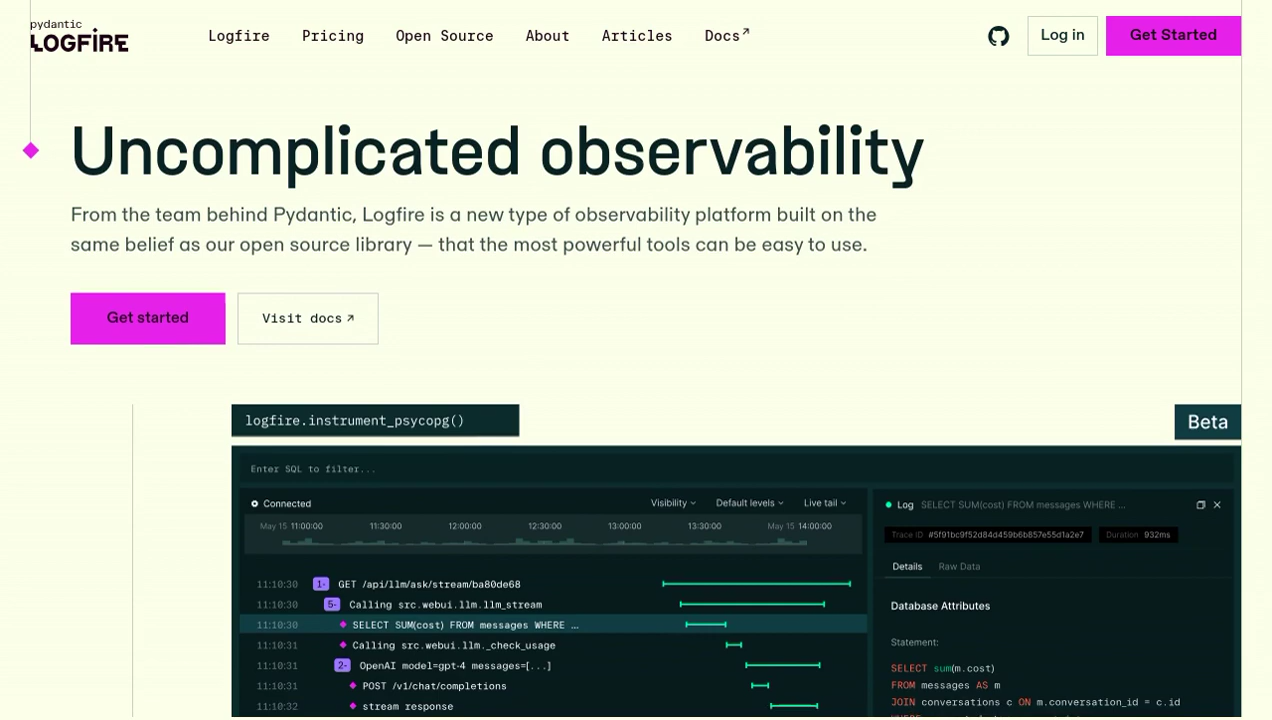 pydantic
LOGFIRE
Logfire Pricing Open Source About Articles Docs↗
Log in
Get Started
Uncomplicated observability
From the team behind Pydantic, Logfire is a new type of observability platform built on the
same belief as our open source library — that the most powerful tools can be easy to use.
Get started
Visit docs ↗
logfire.instrument_psycopg()
Beta
Enter SQL to filter...
Connected
Visibility Default levels Live tail
May 15 11:00:00 11:30:00 12:00:00 12:30:00 13:00:00 13:30:00 May 15 14:00:00
11:10:30 1- GET /api/llm/ask/stream/ba80de68
11:10:30 5- Calling src.webui.llm.llm_stream
11:10:30 SELECT SUM(cost) FROM messages WHERE …
11:10:31 Calling src.webui.llm._check_usage
11:10:31 2- OpenAI model=gpt-4 messages=[...]
11:10:31 POST /v1/chat/completions
11:10:32 stream response
Log SELECT SUM(cost) FROM messages WHERE ...
Trace ID #5f91bc9f52d84d459b6b857e55d1a2e7 Duration 932ms
Details Raw Data
Database Attributes
Statement:
SELECT sum(m.cost)
FROM messages AS m
JOIN conversations c ON m.conversation_id = c.id